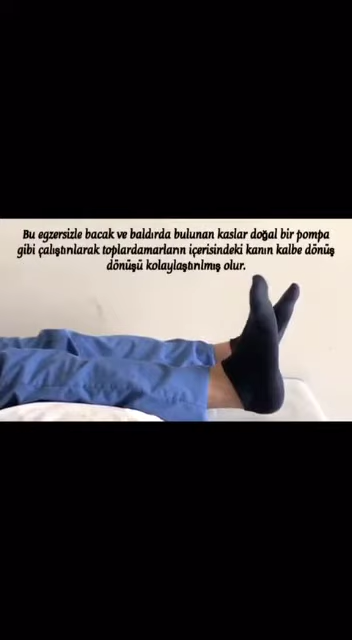 Bu egzersizle bacak ve baldırda bulunan kaslar doğal bir pompa
gibi çalıştırılarak toplardamarların içerisindeki kanın kalbe dönüş
dönüşü kolaylaştırılmış olur.